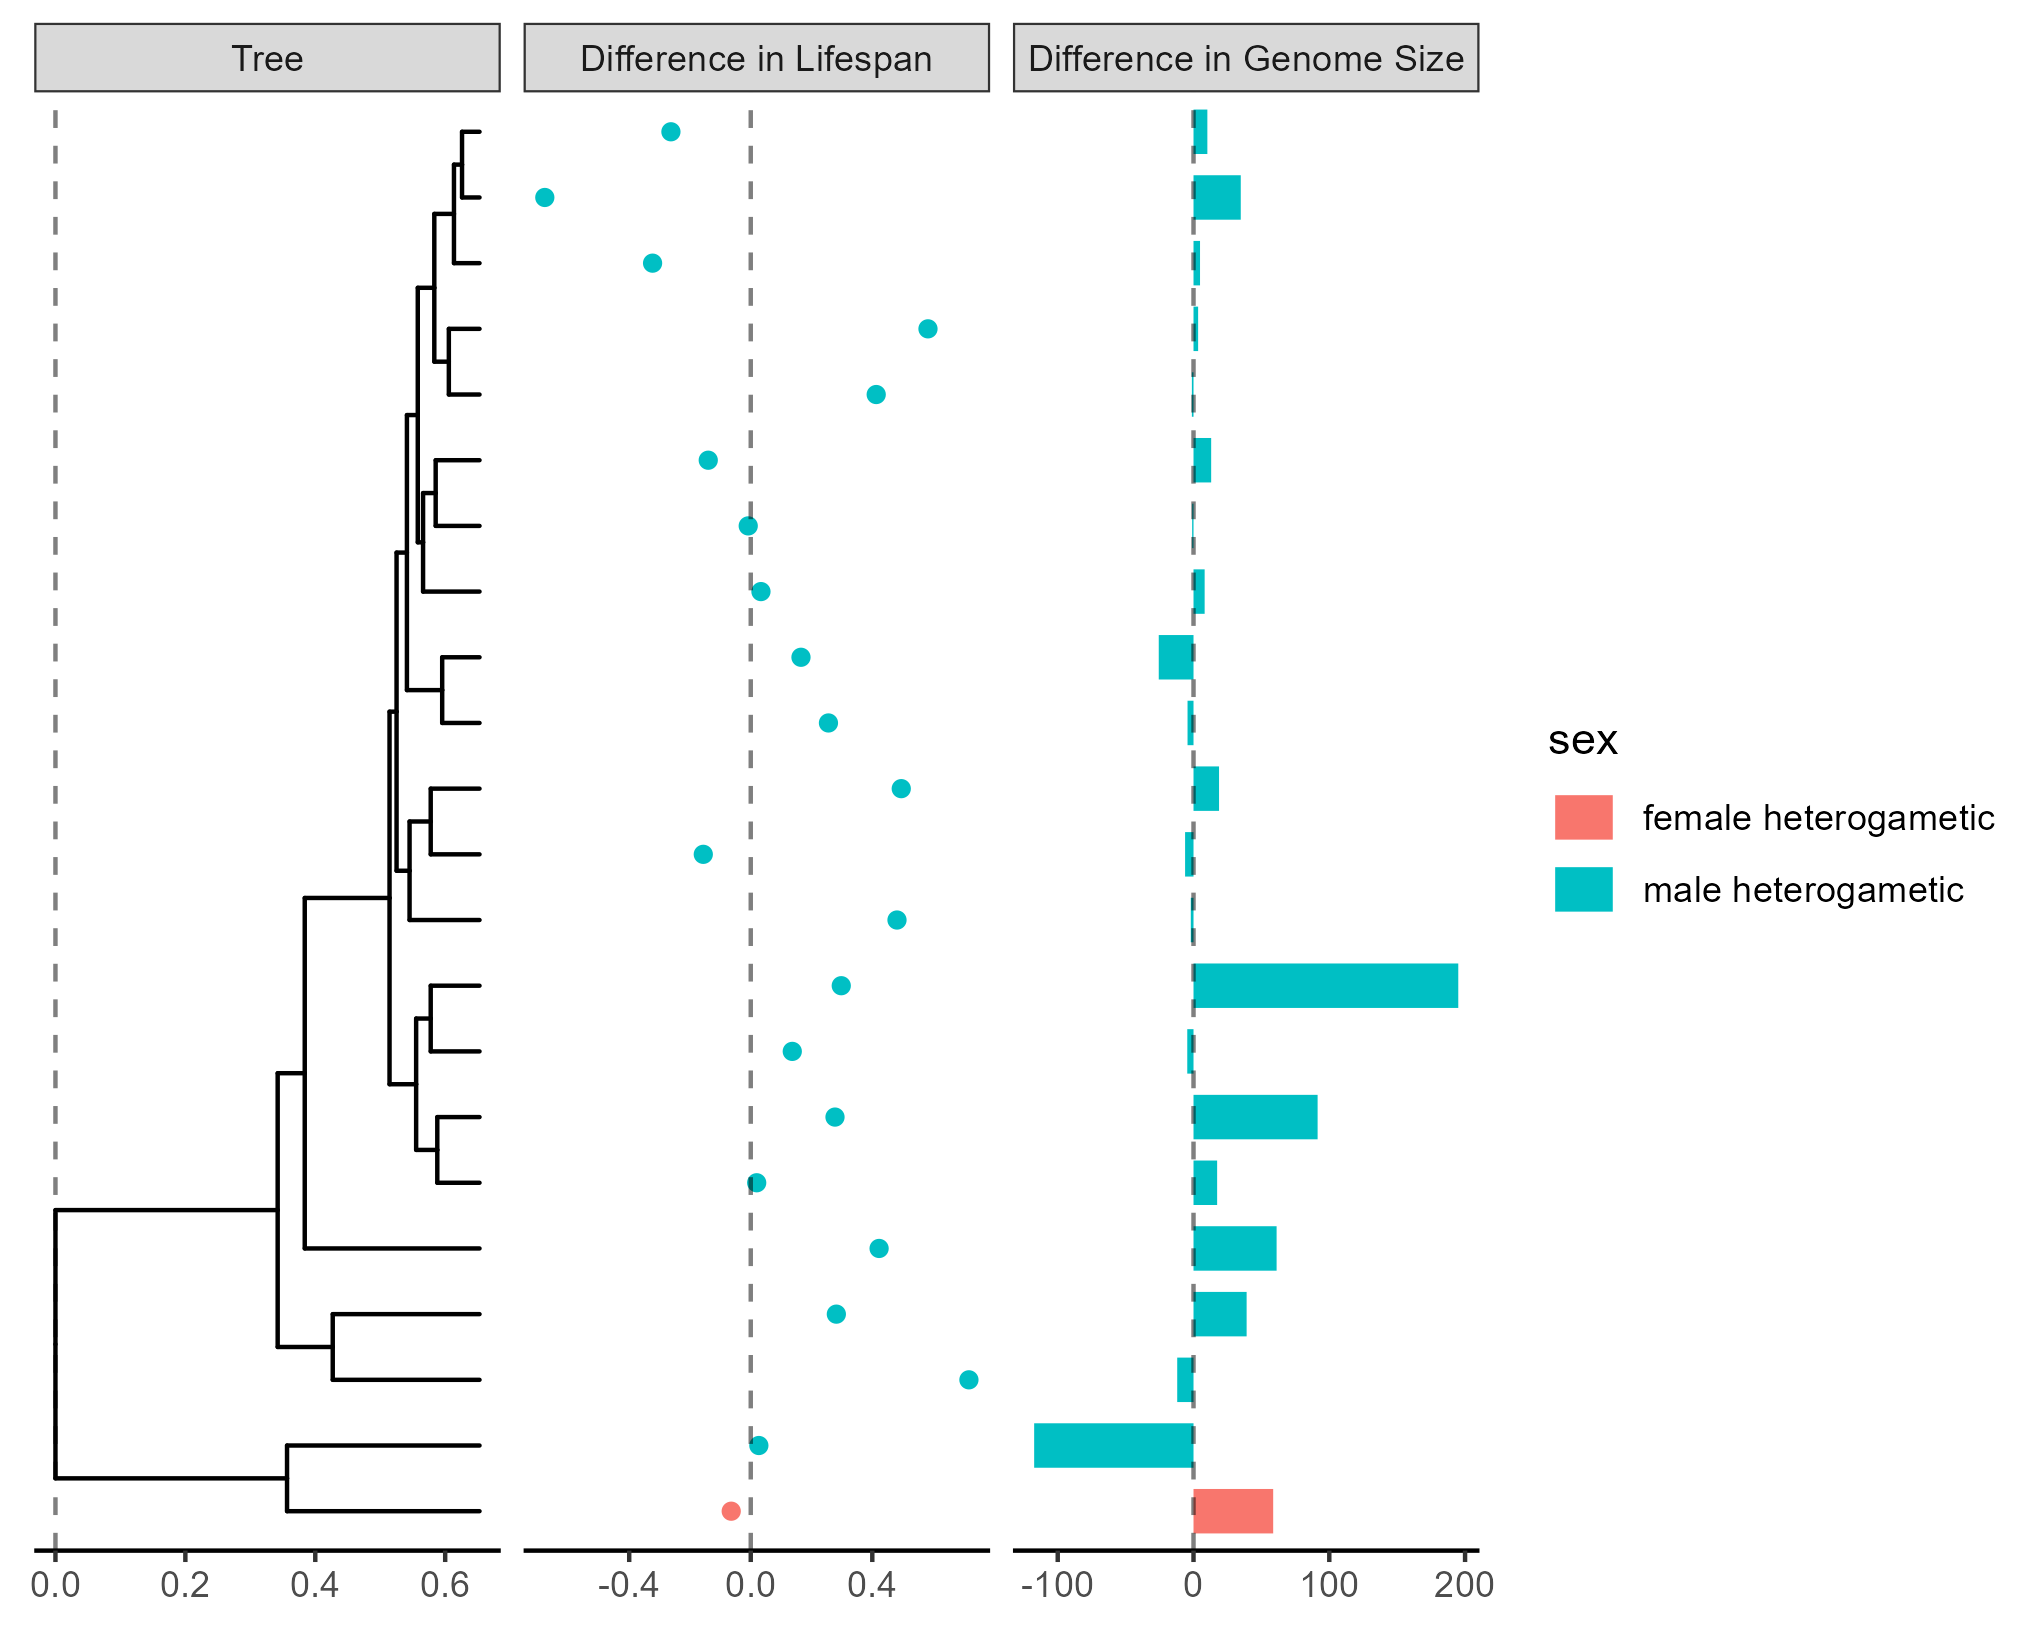 Tree
Difference in Lifespan
Difference in Genome Size
sex
female heterogametic
male heterogametic
0.0 0.2 0.4 0.6
-0.4 0.0 0.4
-100 0 100 200